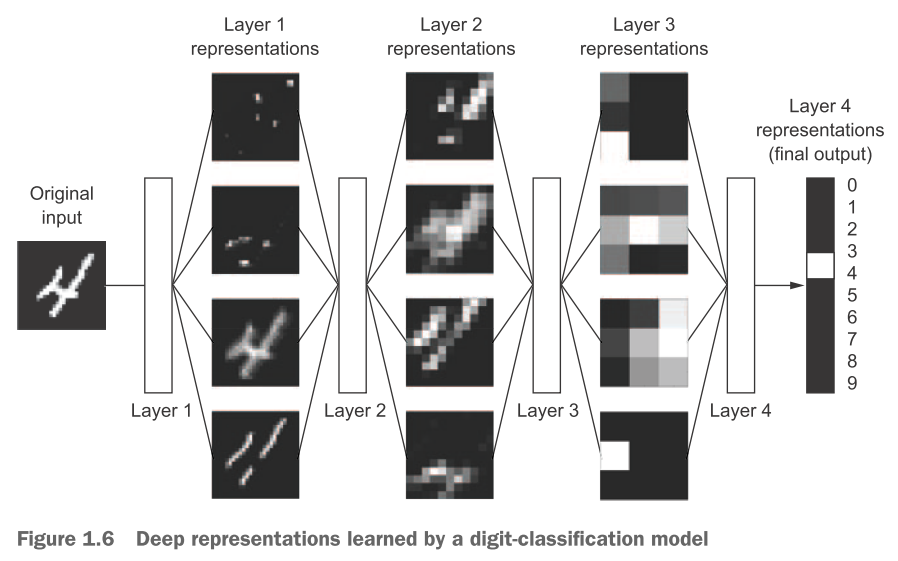 Layer 1
representations
Layer 2
representations
Layer 3
representations
Layer 4
representations
(final output)
Original
input
0
1
2
3
4
5
6
7
8
9
Layer 1
Layer 2
Layer 3
Layer 4
Figure 1.6 Deep representations learned by a digit-classification model